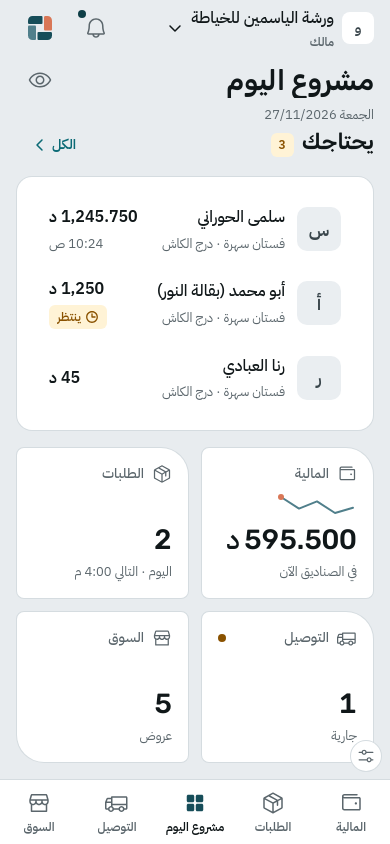 و
ورشة الياسمين للخياطة
مالك
مشروع اليوم
الجمعة 27/11/2026
يحتاجك 3
الكل
س
سلمى الحوراني
1,245.750 د
فستان سهرة · درج الكاش
10:24 ص
أ
أبو محمد (بقالة النور)
1,250 د
فستان سهرة · درج الكاش
ينتظر
ر
رنا العبادي
45 د
فستان سهرة · درج الكاش
المالية
595.500 د
في الصناديق الآن
الطلبات
2
اليوم · التالي 4:00 م
التوصيل
1
جارية
السوق
5
عروض
المالية
الطلبات
مشروع اليوم
التوصيل
السوق